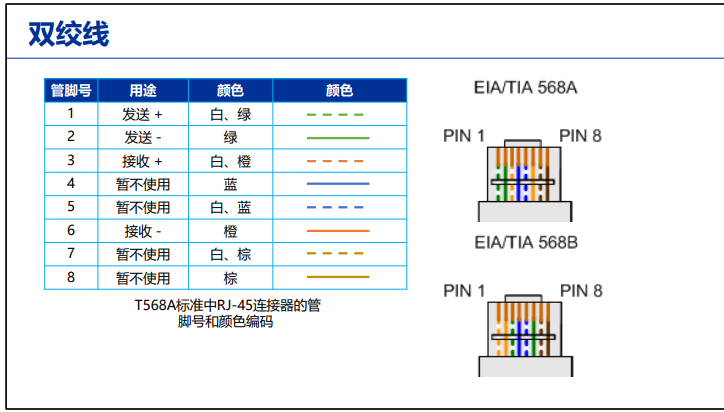 双绞线
管脚号 用途 颜色 颜色
1 发送 + 白、绿
2 发送 - 绿
3 接收 + 白、橙
4 暂不使用 蓝
5 暂不使用 白、蓝
6 接收 - 橙
7 暂不使用 白、棕
8 暂不使用 棕
T568A标准中RJ-45连接器的管
脚号和颜色编码
EIA/TIA 568A
PIN 1 PIN 8
EIA/TIA 568B
PIN 1 PIN 8